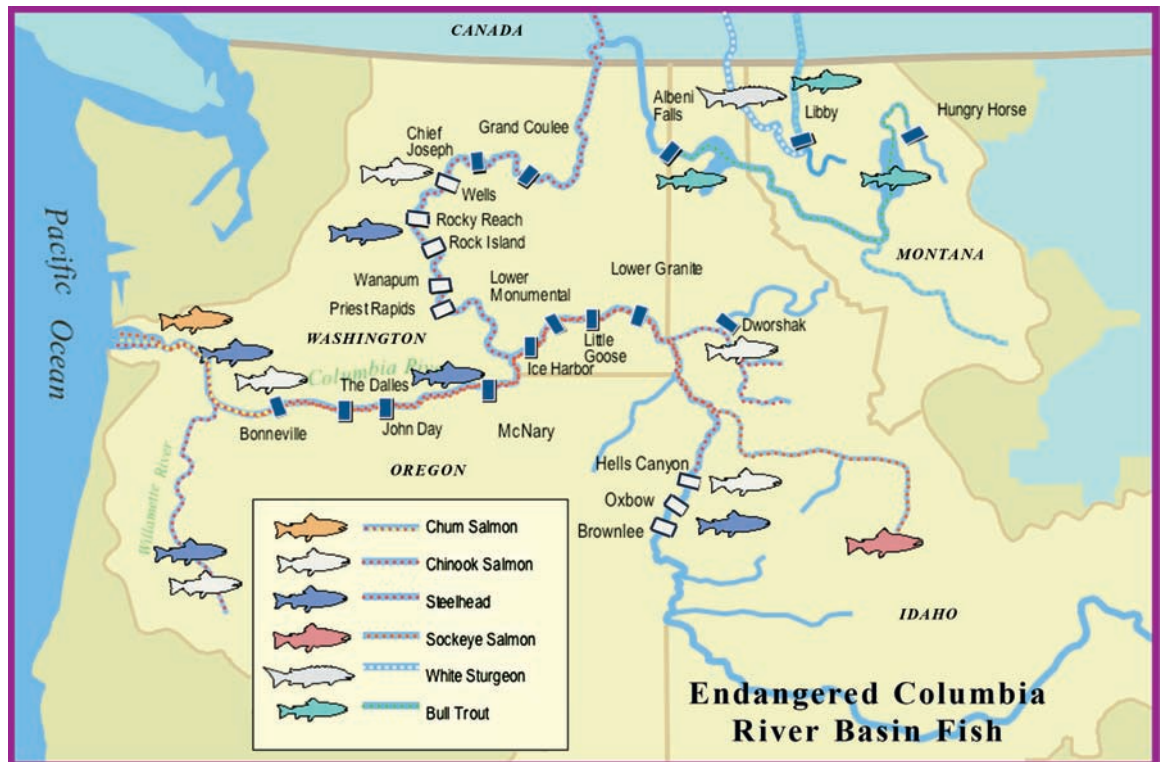 CANADA
Albeni
Falls
Libby
Hungry Horse
Grand Coulee
Chief
Joseph
Wells
Rocky Reach
Rock Island
Wanapum
Priest Rapids
Lower
Monumental
Lower Granite
MONTANA
Pacific Ocean
WASHINGTON
Dworshak
Little
Goose
Ice Harbor
Columbia River
The Dalles
Bonneville
John Day
McNary
OREGON
Willamette River
Hells Canyon
Oxbow
Brownlee
IDAHO
Chum Salmon
Chinook Salmon
Steelhead
Sockeye Salmon
White Sturgeon
Bull Trout
Endangered Columbia
River Basin Fish